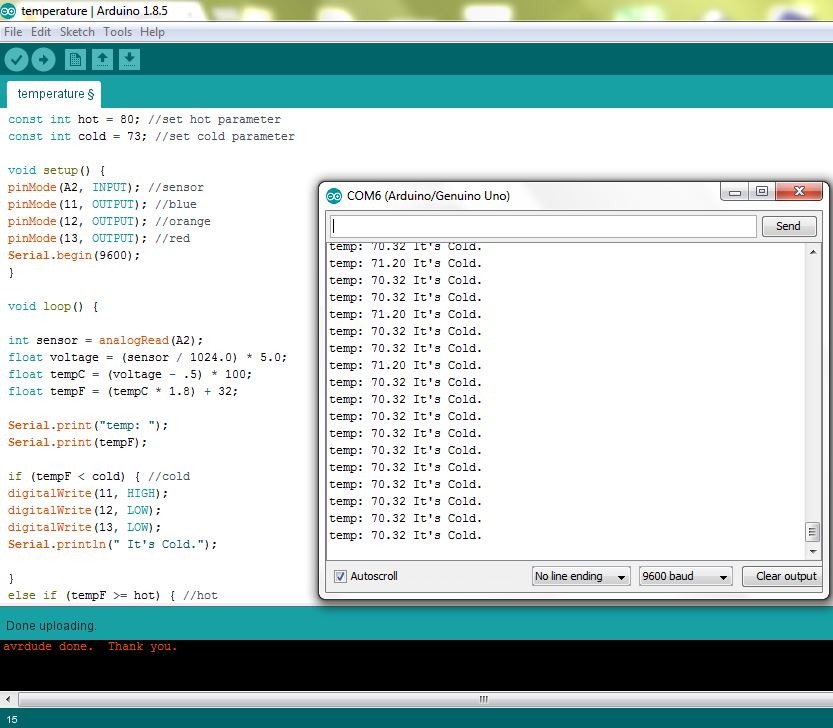 temperature | Arduino 1.8.5
File Edit Sketch Tools Help
temperature §
const int hot = 80; //set hot parameter
const int cold = 73; //set cold parameter
void setup() {
pinMode(A2, INPUT); //sensor
pinMode(11, OUTPUT); //blue
pinMode(12, OUTPUT); //orange
pinMode(13, OUTPUT); //red
Serial.begin(9600);
}
void loop() {
int sensor = analogRead(A2);
float voltage = (sensor / 1024.0) * 5.0;
float tempC = (voltage - .5) * 100;
float tempF = (tempC * 1.8) + 32;
Serial.print("temp: ");
Serial.print(tempF);
if (tempF < cold) { //cold
digitalWrite(11, HIGH);
digitalWrite(12, LOW);
digitalWrite(13, LOW);
Serial.println(" It's Cold.");
}
else if (tempF >= hot) { //hot
COM6 (Arduino/Genuino Uno)
Send
temp: 70.32 It's Cold.
temp: 71.20 It's Cold.
temp: 70.32 It's Cold.
temp: 70.32 It's Cold.
temp: 71.20 It's Cold.
temp: 70.32 It's Cold.
temp: 70.32 It's Cold.
temp: 71.20 It's Cold.
temp: 70.32 It's Cold.
temp: 70.32 It's Cold.
temp: 70.32 It's Cold.
temp: 70.32 It's Cold.
temp: 70.32 It's Cold.
temp: 70.32 It's Cold.
temp: 70.32 It's Cold.
temp: 70.32 It's Cold.
temp: 70.32 It's Cold.
temp: 70.32 It's Cold.
Autoscroll
No line ending
9600 baud
Clear output
Done uploading.
avrdude done.  Thank you.
15